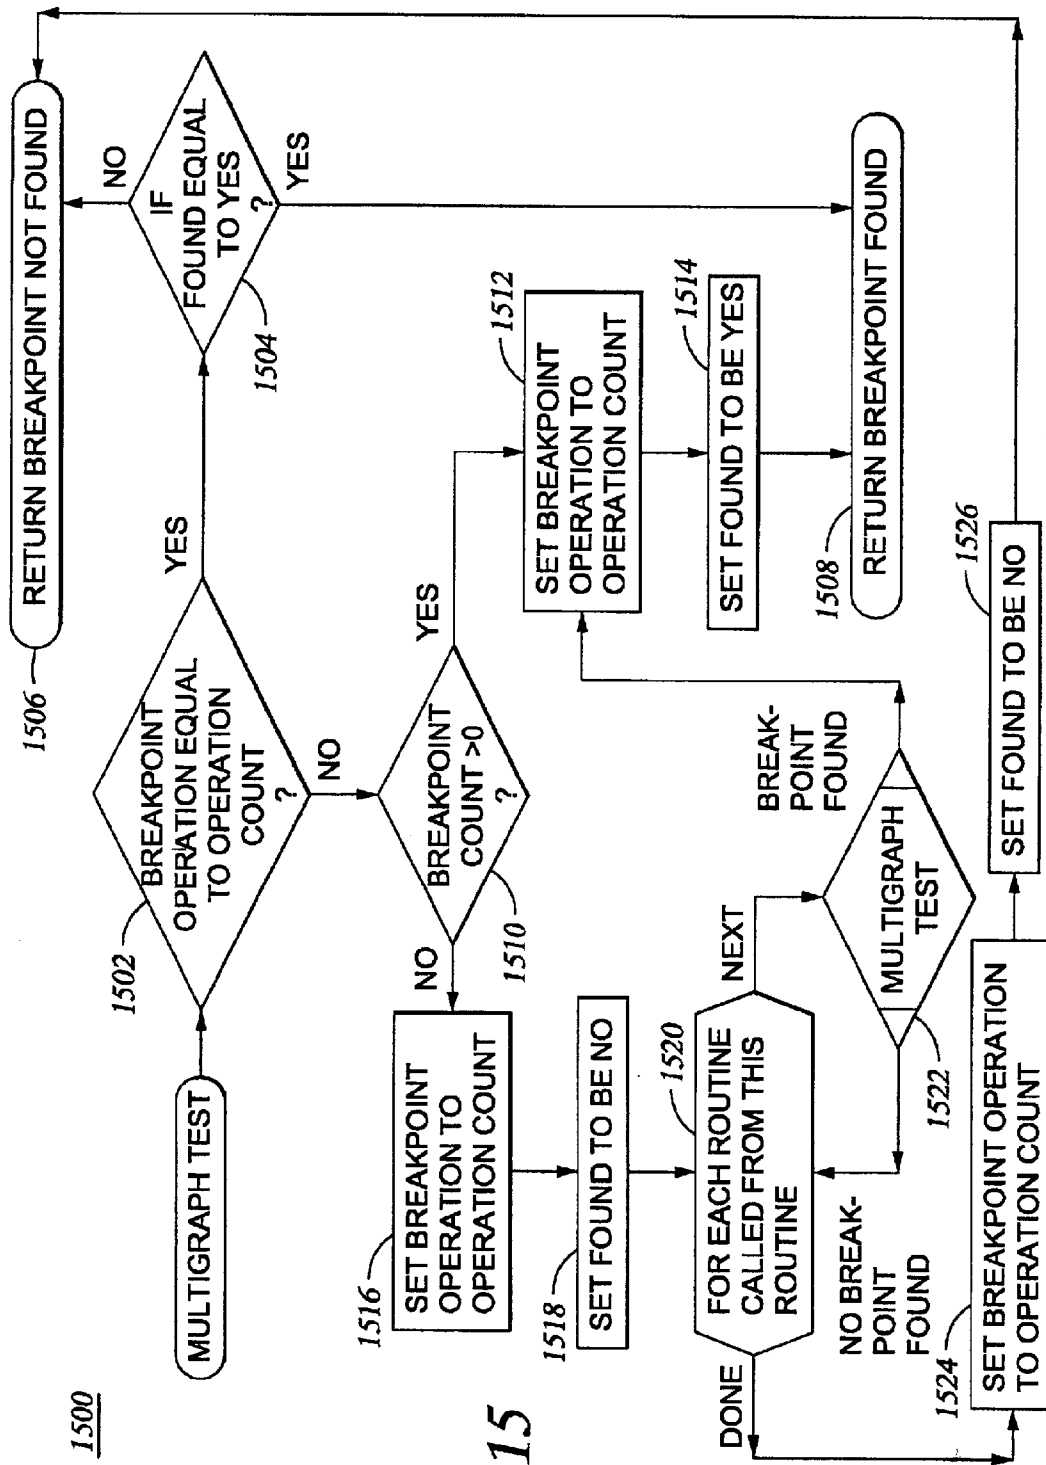 1500
MULTIGRAPH TEST
1502
BREAKPOINT
OPERATION EQUAL
TO OPERATION
COUNT
?
YES
NO
IF
FOUND EQUAL
TO YES
?
1504
NO
YES
1506
RETURN BREAKPOINT NOT FOUND
BREAKPOINT
COUNT >0
?
1510
NO
YES
1512
SET BREAKPOINT
OPERATION TO
OPERATION COUNT
1514
SET FOUND TO BE YES
1508
RETURN BREAKPOINT FOUND
1516
SET BREAKPOINT
OPERATION TO
OPERATION COUNT
1518
SET FOUND TO BE NO
1520
FOR EACH ROUTINE
CALLED FROM THIS
ROUTINE
NEXT
DONE
MULTIGRAPH
TEST
1522
BREAK-
POINT
FOUND
NO BREAK-
POINT
FOUND
1524
SET BREAKPOINT OPERATION
TO OPERATION COUNT
1526
SET FOUND TO BE NO
15